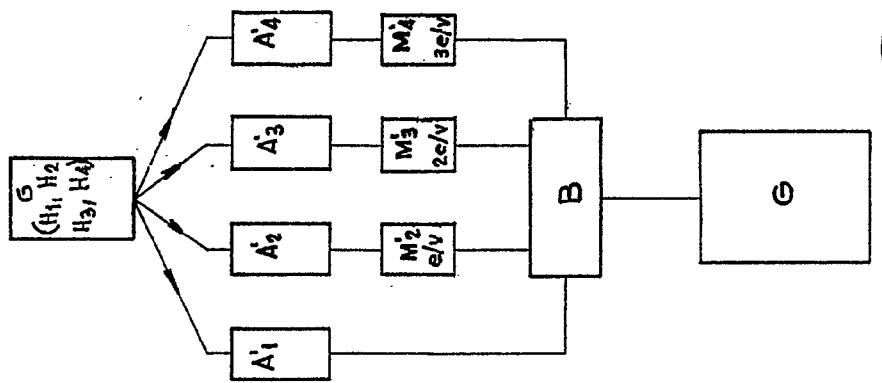 G
(H1, H2
H3, H4)
A'1
A'2
A'3
A'4
M'2
e/v
M'3
2e/v
M'4
3e/v
B
G